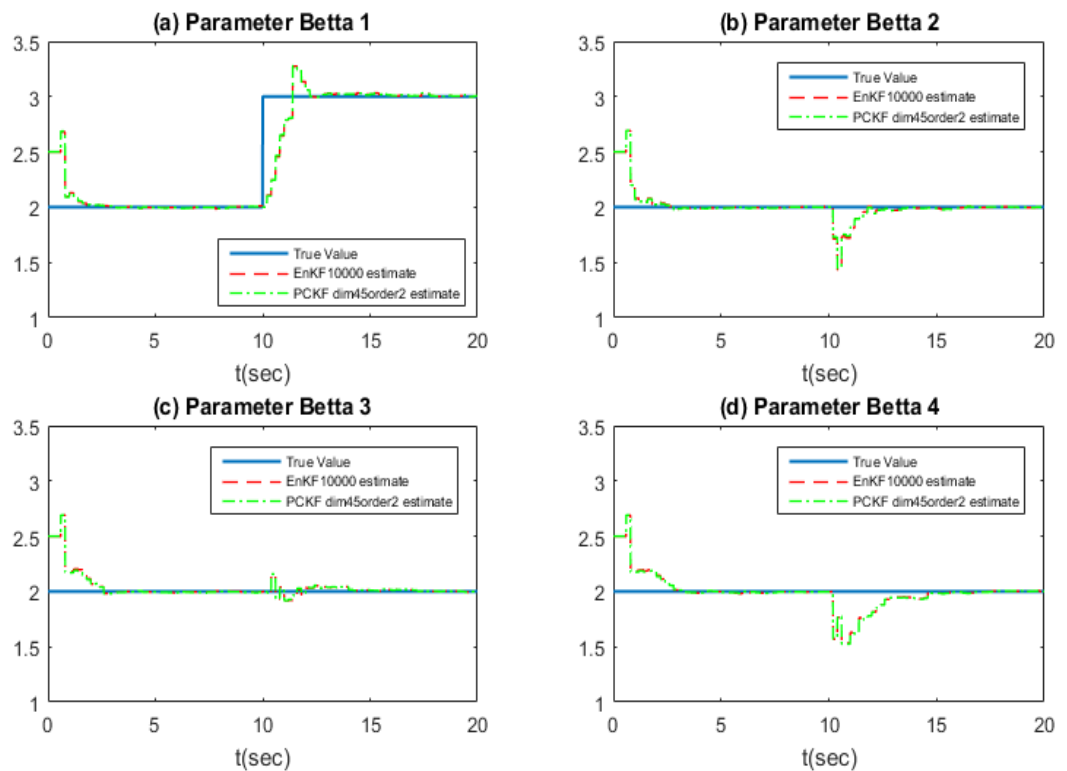 (a) Parameter Betta 1
3.5
3
2.5
2
1.5
1
True Value
EnKF10000 estimate
PCKF dim45order2 estimate
0 5 10 15 20
t(sec)
(b) Parameter Betta 2
3.5
3
2.5
2
1.5
1
True Value
EnKF10000 estimate
PCKF dim45order2 estimate
0 5 10 15 20
t(sec)
(c) Parameter Betta 3
3.5
3
2.5
2
1.5
1
True Value
EnKF10000 estimate
PCKF dim45order2 estimate
0 5 10 15 20
t(sec)
(d) Parameter Betta 4
3.5
3
2.5
2
1.5
1
True Value
EnKF10000 estimate
PCKF dim45order2 estimate
0 5 10 15 20
t(sec)